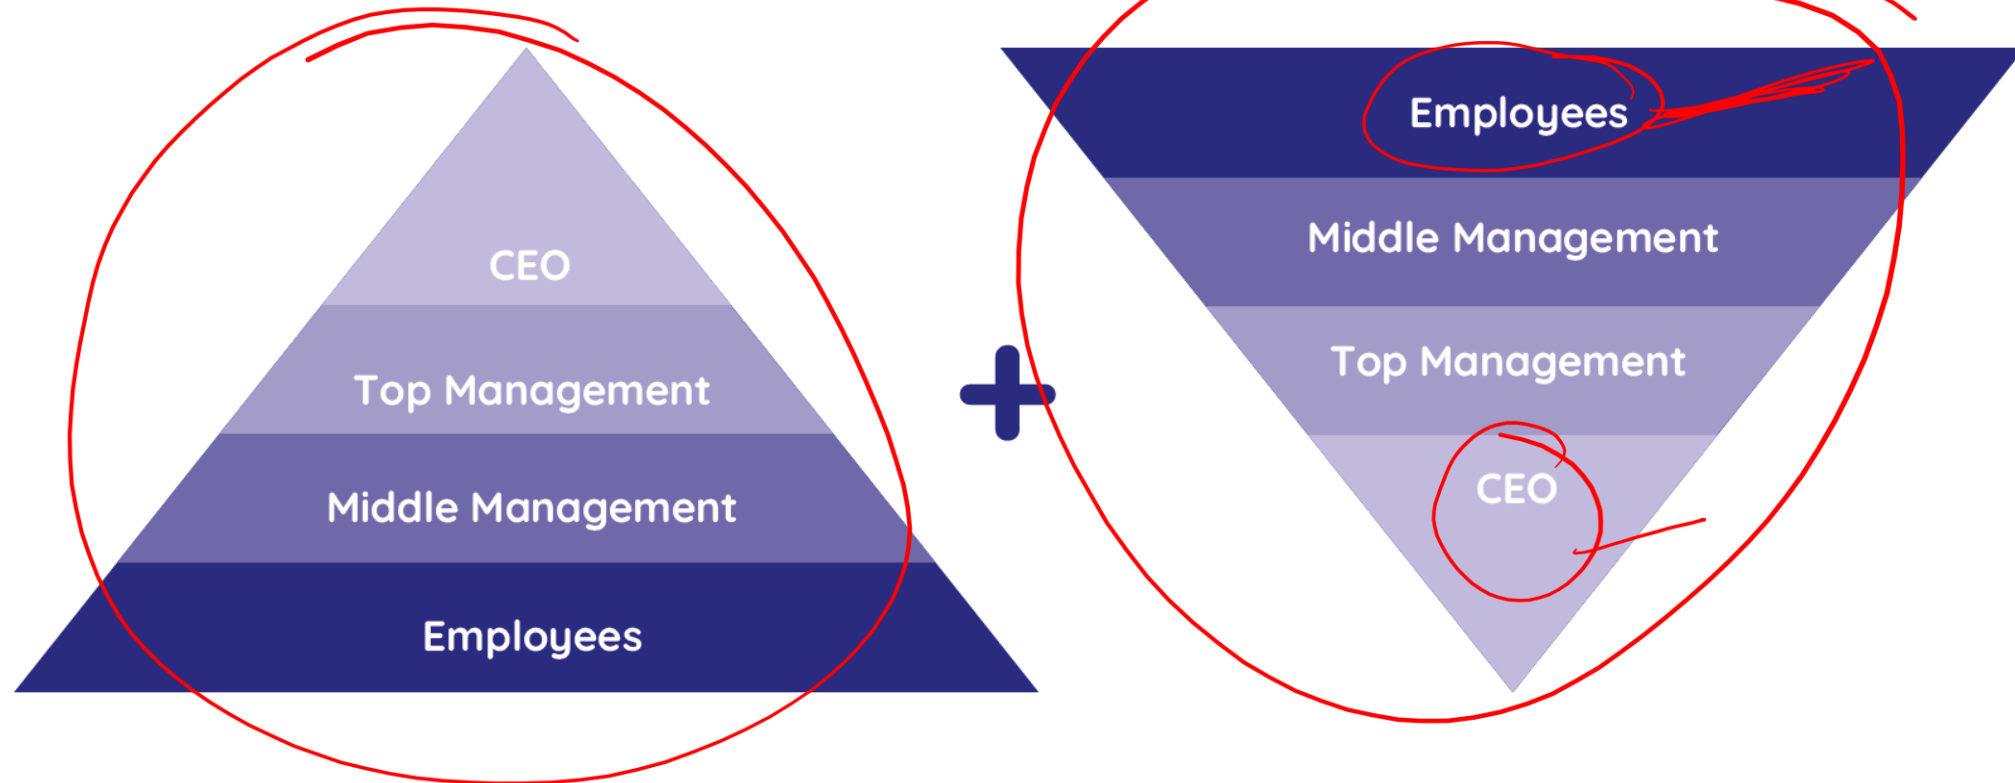 CEO
Top Management
Middle Management
Employees
Employees
Middle Management
Top Management
CEO